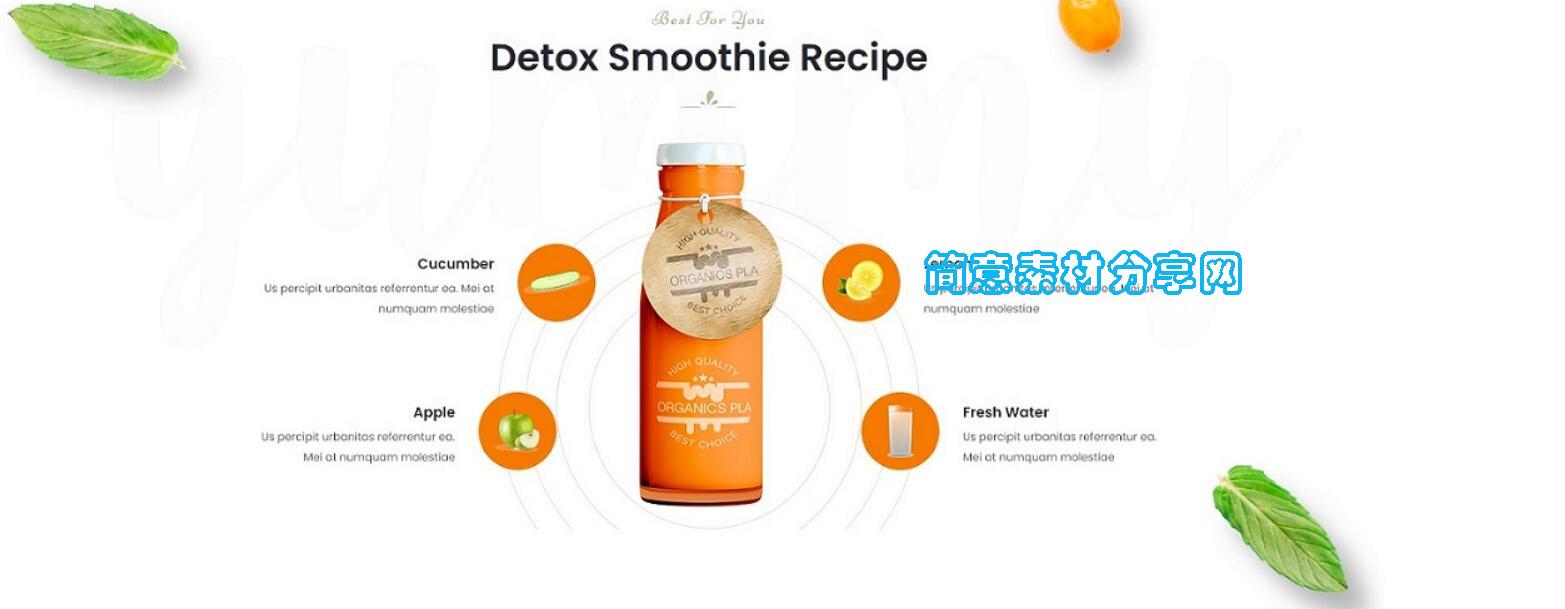 Best For You
Detox Smoothie Recipe
yummy
HIGH QUALITY
ORGANICS PLA
BEST CHOICE
HIGH QUALITY
ORGANICS PLA
BEST CHOICE
Cucumber
Us percipit urbanitas referrentur ea. Mei at
numquam molestiae
简意素材分享网
numquam molestiae
Apple
Us percipit urbanitas referrentur ea.
Mei at numquam molestiae
Fresh Water
Us percipit urbanitas referrentur ea.
Mei at numquam molestiae